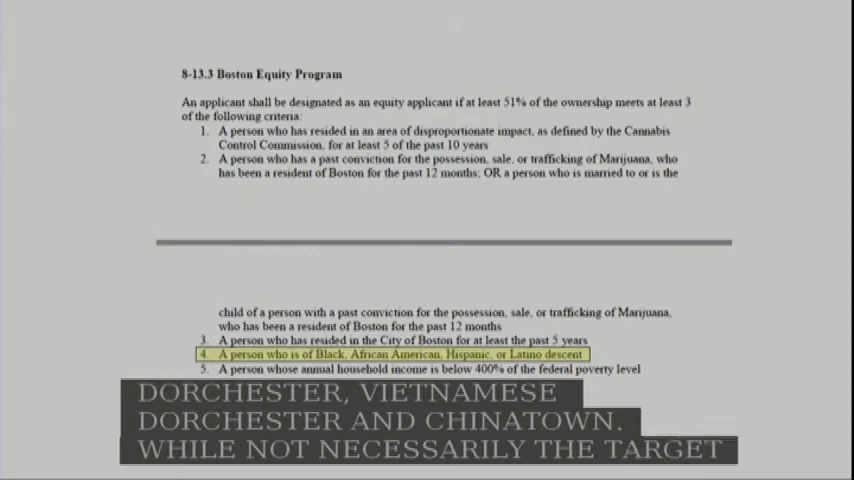 8-13.3 Boston Equity Program
An applicant shall be designated as an equity applicant if at least 51% of the ownership meets at least 3
of the following criteria:
1. A person who has resided in an area of disproportionate impact, as defined by the Cannabis
Control Commission, for at least 5 of the past 10 years
2. A person who has a past conviction for the possession, sale, or trafficking of Marijuana, who
has been a resident of Boston for the past 12 months; OR a person who is married to or is the
child of a person with a past conviction for the possession, sale, or trafficking of Marijuana,
who has been a resident of Boston for the past 12 months
3. A person who has resided in the City of Boston for at least the past 5 years
4. A person who is of Black, African American, Hispanic, or Latino descent
5. A person whose annual household income is below 400% of the federal poverty level
DORCHESTER, VIETNAMESE
DORCHESTER AND CHINATOWN.
WHILE NOT NECESSARILY THE TARGET